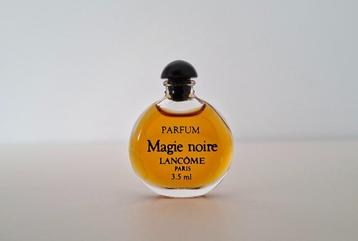 PARFUM
Magie noire
LANCÔME
PARIS
3.5 ml